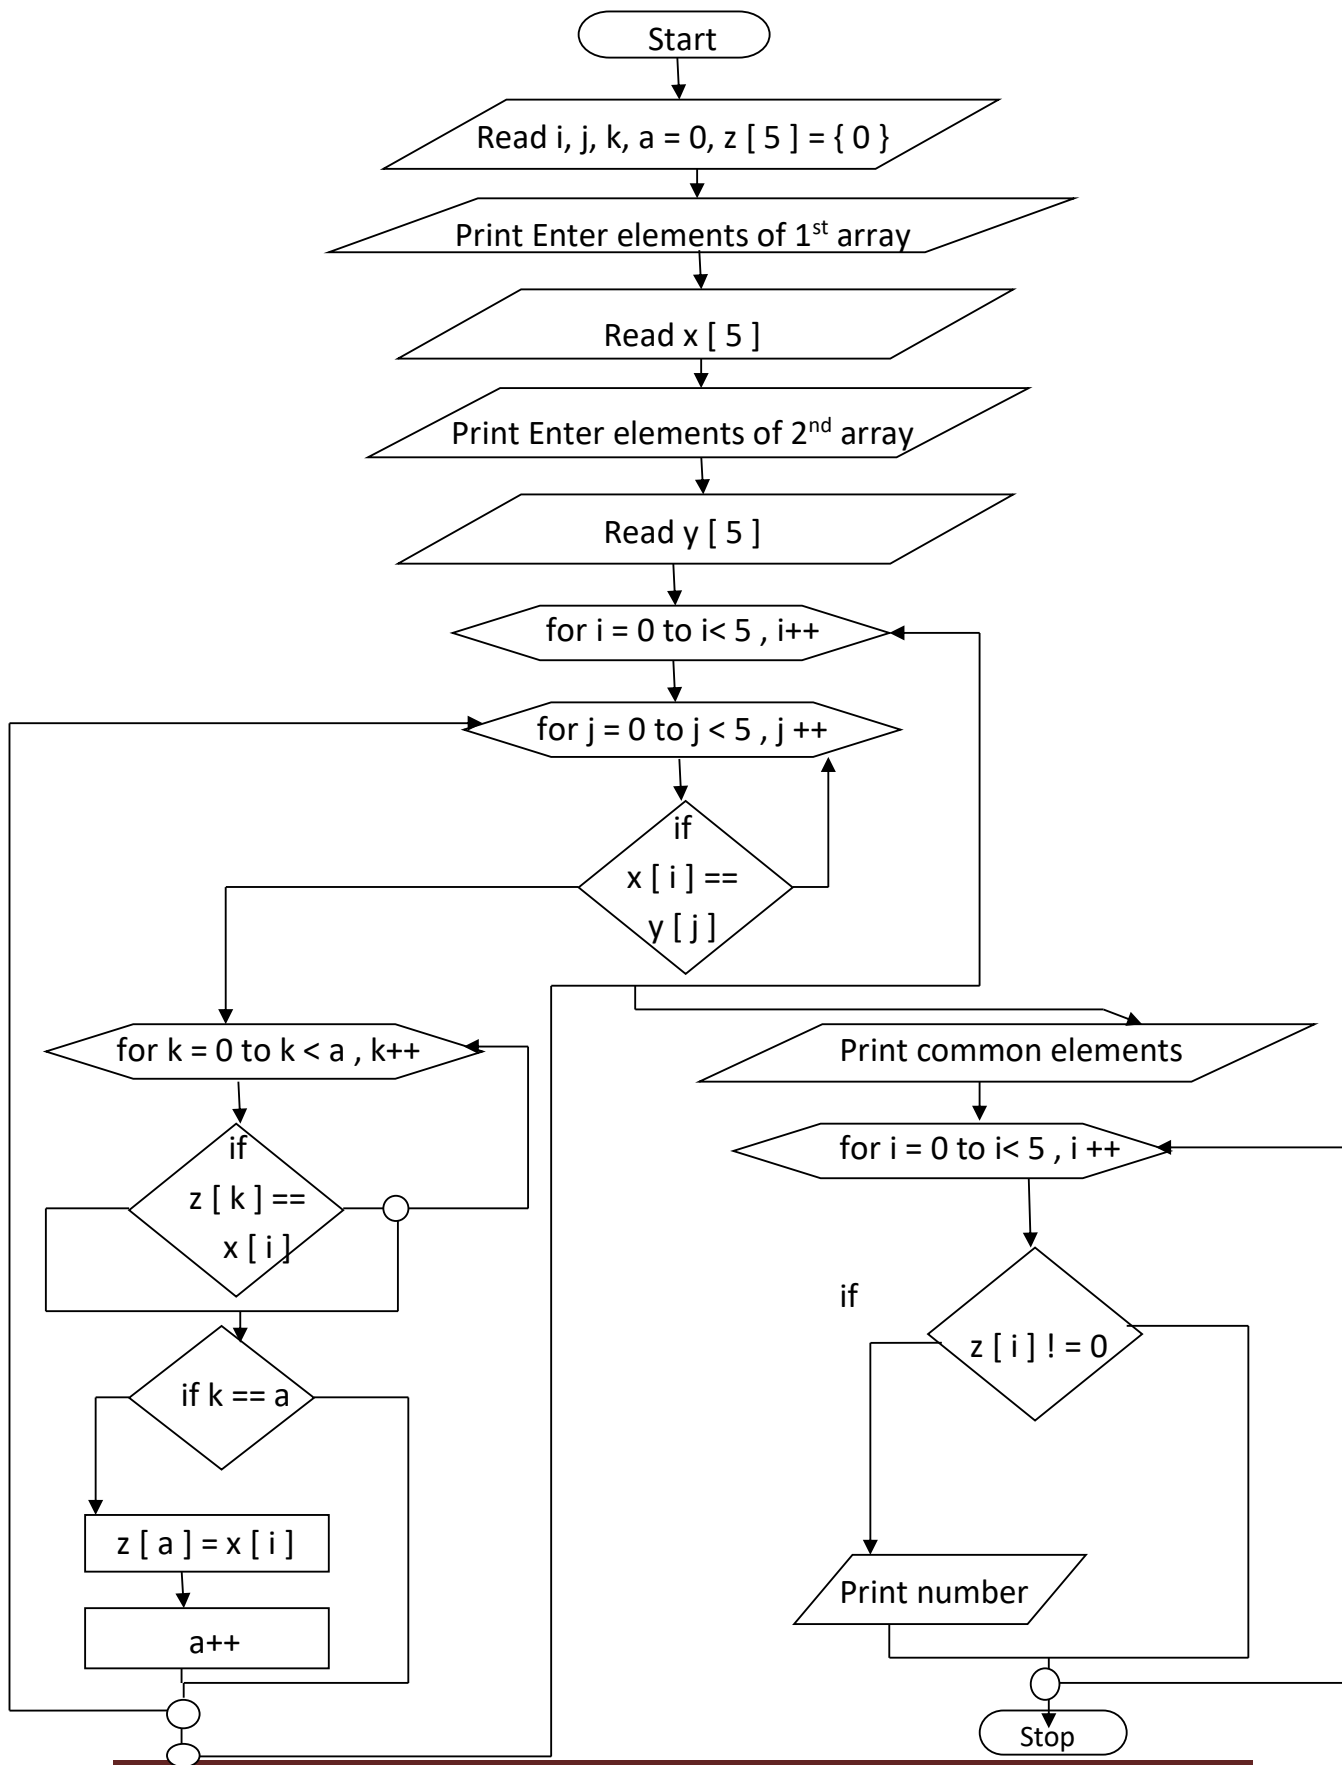 Start
Read i, j, k, a = 0, z [ 5 ] = { 0 }
Print Enter elements of 1st array
Read x [ 5 ]
Print Enter elements of 2nd array
Read y [ 5 ]
for i = 0 to i< 5 , i++
for j = 0 to j < 5 , j ++
if
x [ i ] ==
y [ j ]
for k = 0 to k < a , k++
if
z [ k ] ==
x [ i ]
if k == a
z [ a ] = x [ i ]
a++
Print common elements
for i = 0 to i< 5 , i ++
if
z [ i ] ! = 0
Print number
Stop